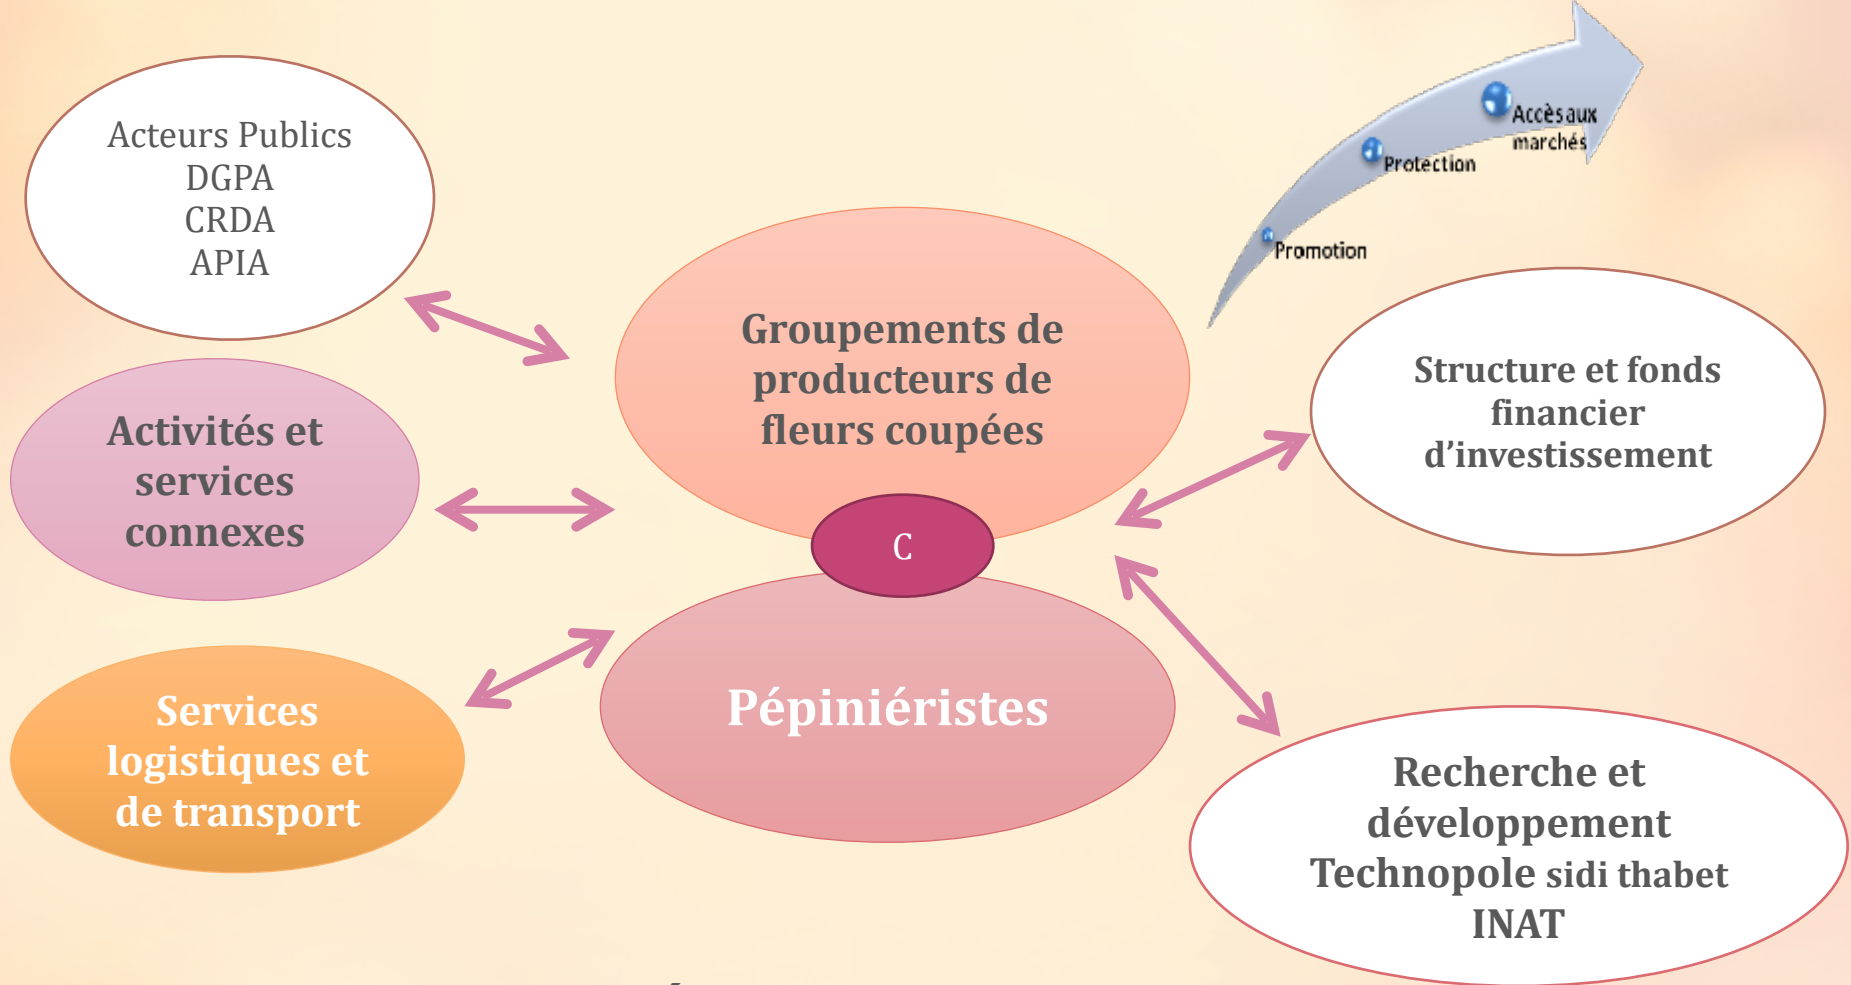 Acteurs Publics
DGPA
CRDA
APIA
Activités et
services
connexes
Services
logistiques et
de transport
Groupements de
producteurs de
fleurs coupées
C
Pépiniéristes
Promotion
Protection
Accès aux
marchés
Structure et fonds
financier
d’investissement
Recherche et
développement
Technopole sidi thabet
INAT